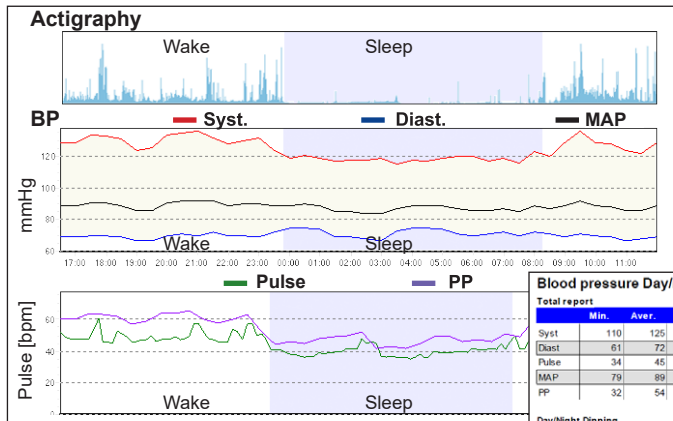 Actigraphy
Wake Sleep
BP Syst. Diast. MAP
mmHg
120
100
80
60
Wake Sleep
17:00 18:00 19:00 20:00 21:00 22:00 23:00 00:00 01:00 02:00 03:00 04:00 05:00 06:00 07:00 08:00 09:00 10:00 11:00
Pulse PP
Pulse [bpm]
60
40
20
0
Wake Sleep
Blood pressure Day/
Total report
Min. Aver.
Syst 110 125
Diast 61 72
Pulse 34 45
MAP 79 89
PP 32 54
Day/Night Dipping